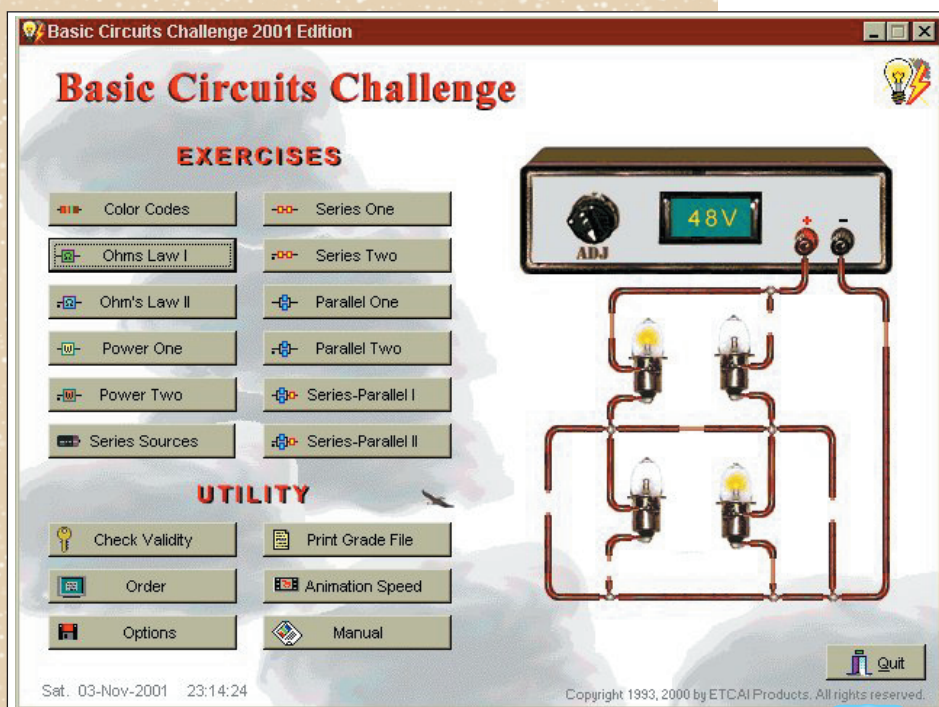 Basic Circuits Challenge 2001 Edition
Basic Circuits Challenge
EXERCISES
Color Codes
Ohms Law I
Ohm's Law II
Power One
Power Two
Series Sources
Series One
Series Two
Parallel One
Parallel Two
Series-Parallel I
Series-Parallel II
UTILITY
Check Validity
Order
Options
Print Grade File
Animation Speed
Manual
48V
+ -
ADJ
Quit
Sat. 03-Nov-2001 23:14:24
Copyright 1993, 2000 by ETCAI Products. All rights reserved.